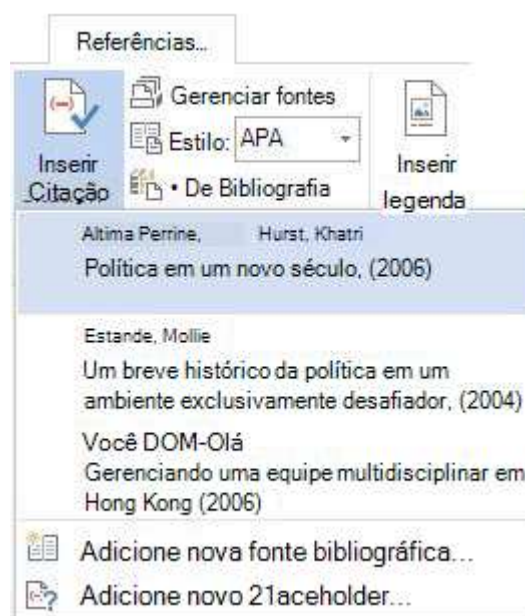 Referências...
Gerenciar fontes
Estilo: APA
Inserir
Citação
• De Bibliografia
Inserir
legenda
Altima Perrine, Hurst, Khatri
Política em um novo século, (2006)
Estande, Mollie
Um breve histórico da política em um
ambiente exclusivamente desafiador, (2004)
Você DOM-Olá
Gerenciando uma equipe multidisciplinar em
Hong Kong (2006)
Adicione nova fonte bibliográfica...
Adicione novo 21aceholder...